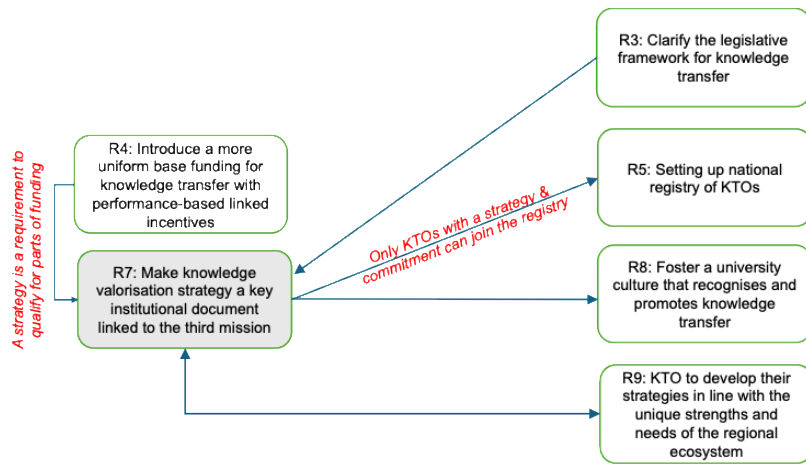 R3: Clarify the legislative
framework for knowledge
transfer
A strategy is a requirement to
qualify for parts of funding
R4: Introduce a more
uniform base funding for
knowledge transfer with
performance-based linked
incentives
Only KTOs with a strategy &
commitment can join the registry
R5: Setting up national
registry of KTOs
R7: Make knowledge
valorisation strategy a key
institutional document
linked to the third mission
R8: Foster a university
culture that recognises and
promotes knowledge
transfer
R9: KTO to develop their
strategies in line with the
unique strengths and
needs of the regional
ecosystem